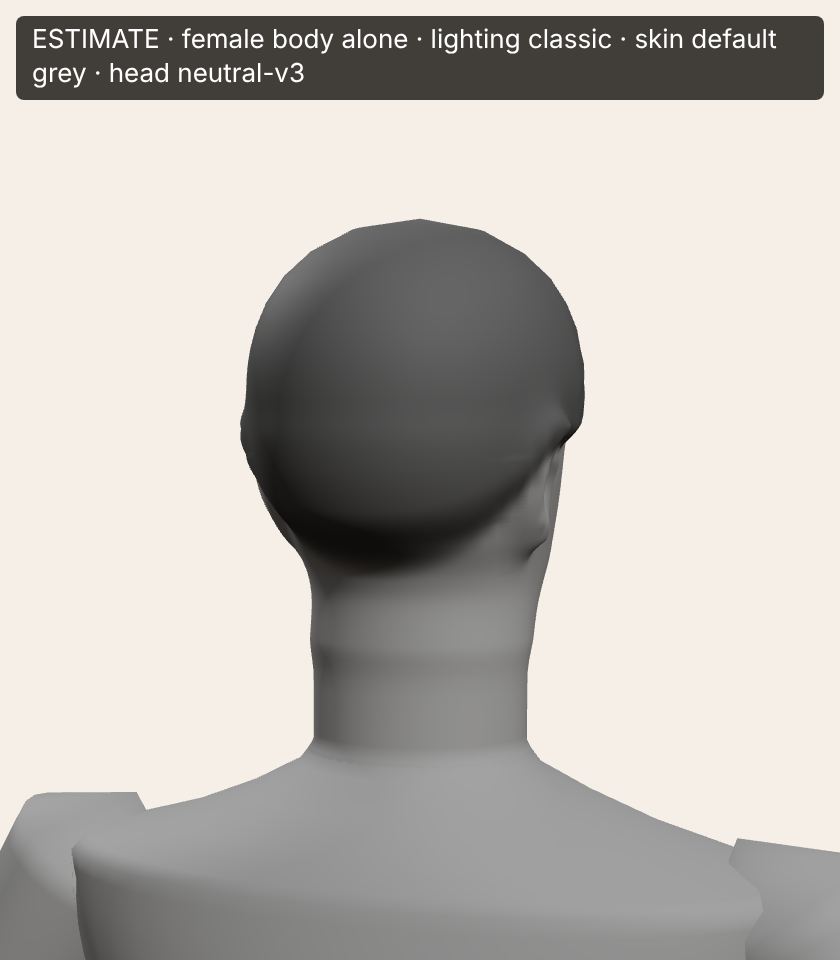 ESTIMATE · female body alone · lighting classic · skin default
grey · head neutral-v3